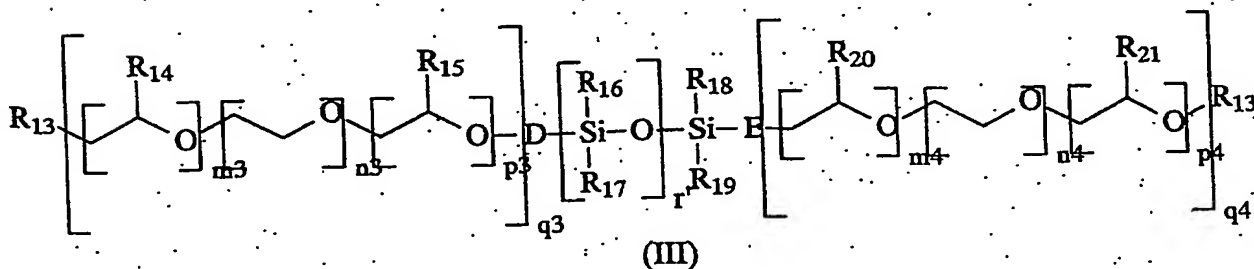 R14 R15 R16 R18 R20 R21
R13 O m3 O n3 O p3 D Si O r' Si E O m4 O n4 O p4 R13
R17 R19
q3 q4
(III)